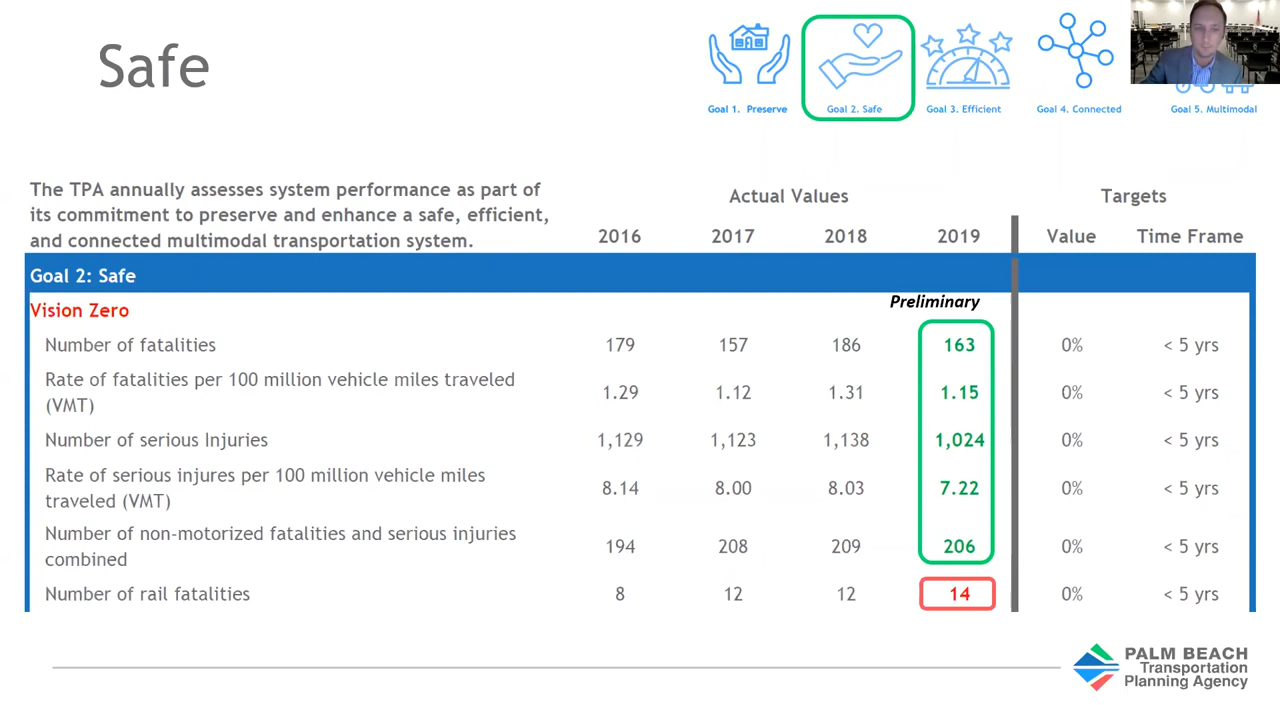 Safe
Goal 1. Preserve
Goal 2. Safe
Goal 3. Efficient
Goal 4. Connected
Goal 5. Multimodal
The TPA annually assesses system performance as part of
its commitment to preserve and enhance a safe, efficient,
and connected multimodal transportation system.
Actual Values
Targets
2016 2017 2018 2019 Value Time Frame
Goal 2: Safe
Vision Zero
Preliminary
Number of fatalities 179 157 186 163 0% < 5 yrs
Rate of fatalities per 100 million vehicle miles traveled
(VMT) 1.29 1.12 1.31 1.15 0% < 5 yrs
Number of serious Injuries 1,129 1,123 1,138 1,024 0% < 5 yrs
Rate of serious injures per 100 million vehicle miles
traveled (VMT) 8.14 8.00 8.03 7.22 0% < 5 yrs
Number of non-motorized fatalities and serious injuries
combined 194 208 209 206 0% < 5 yrs
Number of rail fatalities 8 12 12 14 0% < 5 yrs
PALM BEACH
Transportation
Planning Agency